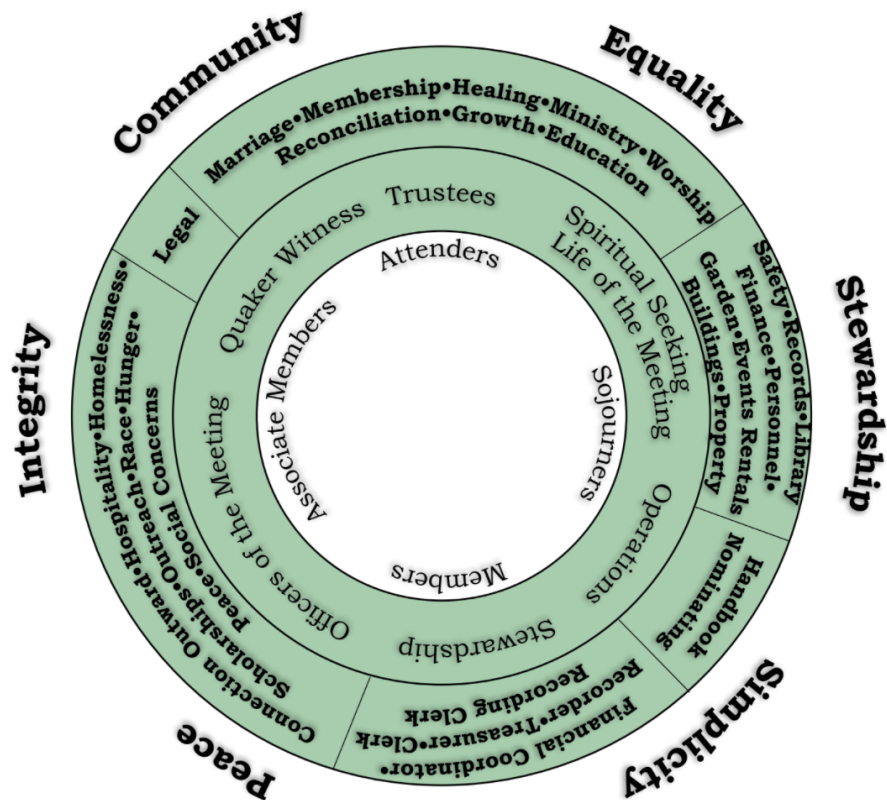 Community
Equality
Stewardship
Simplicity
Peace
Integrity
Marriage•Membership•Healing•Ministry•Worship
Reconciliation•Growth•Education
Safety•Records•Library
Finance•Personnel•
Garden•Events Rentals
Buildings•Property
Handbook
Nominating
Financial Coordinator•
Recorder•Treasurer•Clerk
Recording Clerk
Connection Outward•Hospitality•Homelessness•
Scholarships•Outreach•Race•Hunger•
Peace•Social Concerns
Legal
Trustees
Spiritual Seeking
Life of the Meeting
Operations
Stewardship
Officers of the Meeting
Quaker Witness
Attenders
Sojourners
Members
Associate Members